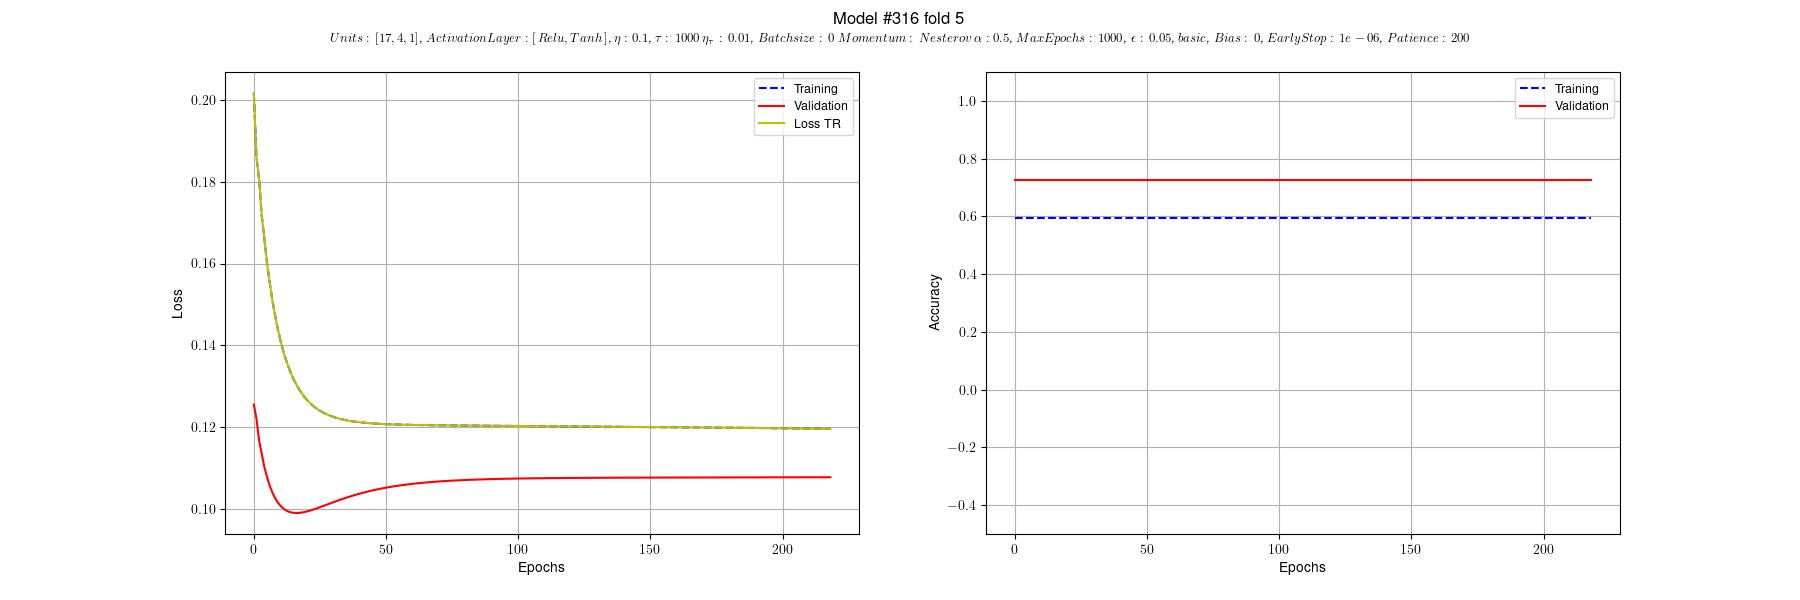 Model #316 fold 5
Units : [17, 4, 1], ActivationLayer : [Relu, Tanh], η : 0.1, τ : 1000 ητ : 0.01, Batchsize : 0 Momentum : Nesterov α : 0.5, MaxEpochs : 1000, ϵ : 0.05, basic, Bias : 0, EarlyStop : 1e − 06, Patience : 200
Training
Validation
Loss TR
0.20
0.18
0.16
0.14
0.12
0.10
Loss
0 50 100 150 200
Epochs
Training
Validation
1.0
0.8
0.6
0.4
0.2
0.0
−0.2
−0.4
Accuracy
0 50 100 150 200
Epochs